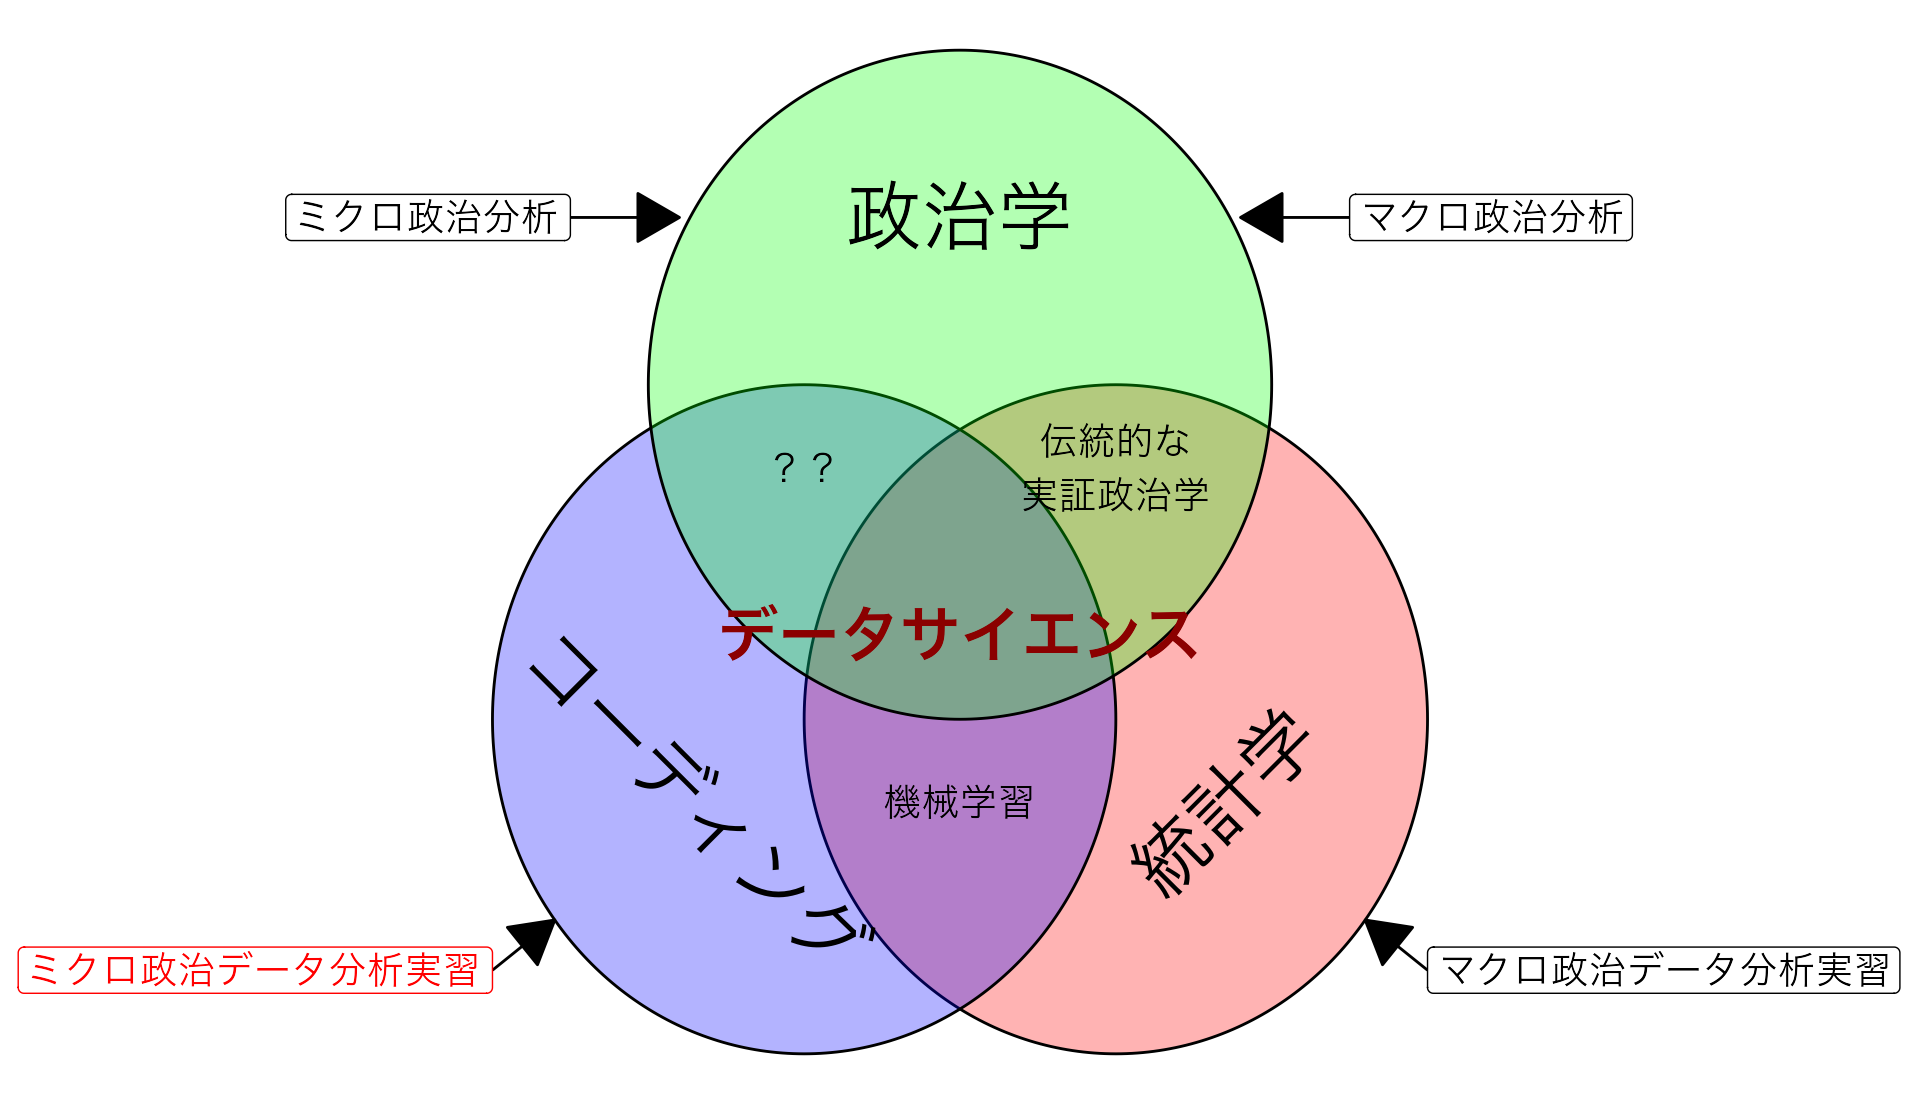 政治学
ミクロ政治分析
マクロ政治分析
？？
伝統的な
実証政治学
データサイエンス
コーディング
機械学習
統計学
ミクロ政治データ分析実習
マクロ政治データ分析実習